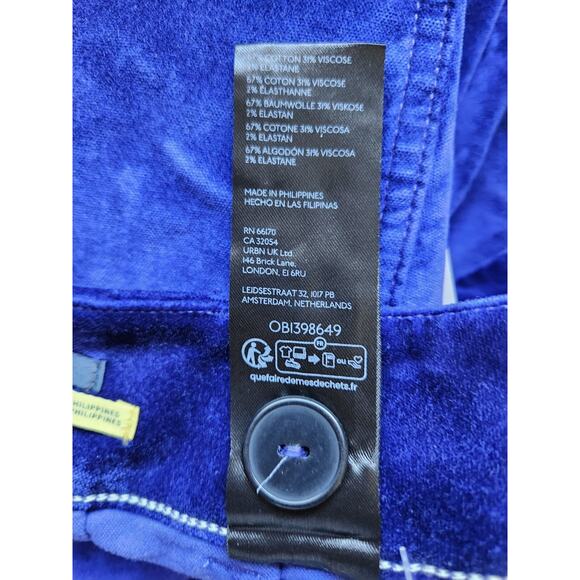 COTTON 31% VISCOSE
2% ELASTANE
67% COTON 31% VISCOSE
2% ÉLASTHANNE
67% BAUMWOLLE 31% VISKOSE
2% ELASTAN
67% COTONE 31% VISCOSA
2% ELASTAN
67% ALGODÓN 31% VISCOSA
2% ELASTANE
MADE IN PHILIPPINES
HECHO EN LAS FILIPINAS
RN 66170
CA 32054
URBN UK Ltd.
146 Brick Lane,
LONDON, E1 6RU
LEIDSESTRAAT 32, 1017 PB
AMSTERDAM, NETHERLANDS
OB1398649
FR
OU
quefairedemesdechets.fr
PHILIPPINES
PHILIPPINES